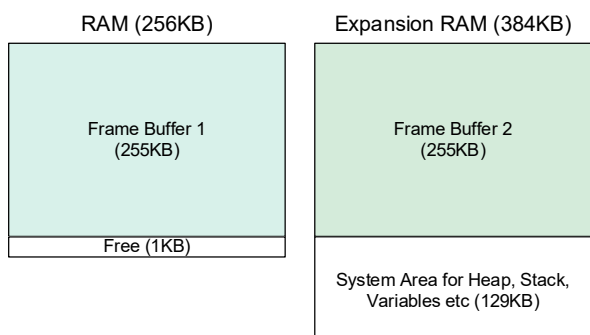 RAM (256KB)
Frame Buffer 1
(255KB)
Free (1KB)
Expansion RAM (384KB)
Frame Buffer 2
(255KB)
System Area for Heap, Stack,
Variables etc (129KB)